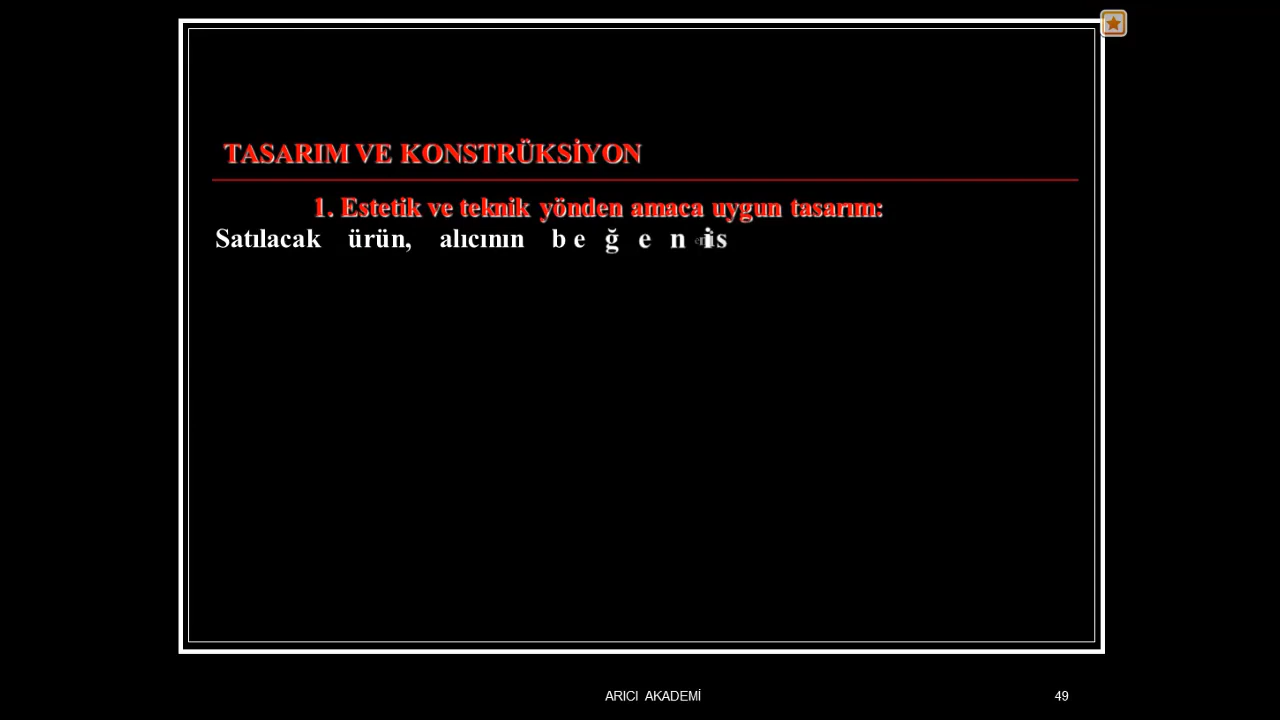 TASARIM VE KONSTRÜKSİYON
1. Estetik ve teknik yönden amaca uygun tasarım:
Satılacak ürün, alıcının
ARICI AKADEMİ
49